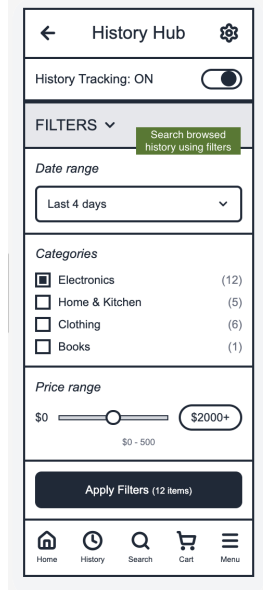 History Hub
History Tracking: ON
FILTERS
Search browsed
history using filters
Date range
Last 4 days
Categories
Electronics (12)
Home & Kitchen (5)
Clothing (6)
Books (1)
Price range
$0 $2000+
$0 - 500
Apply Filters (12 items)
Home History Search Cart Menu